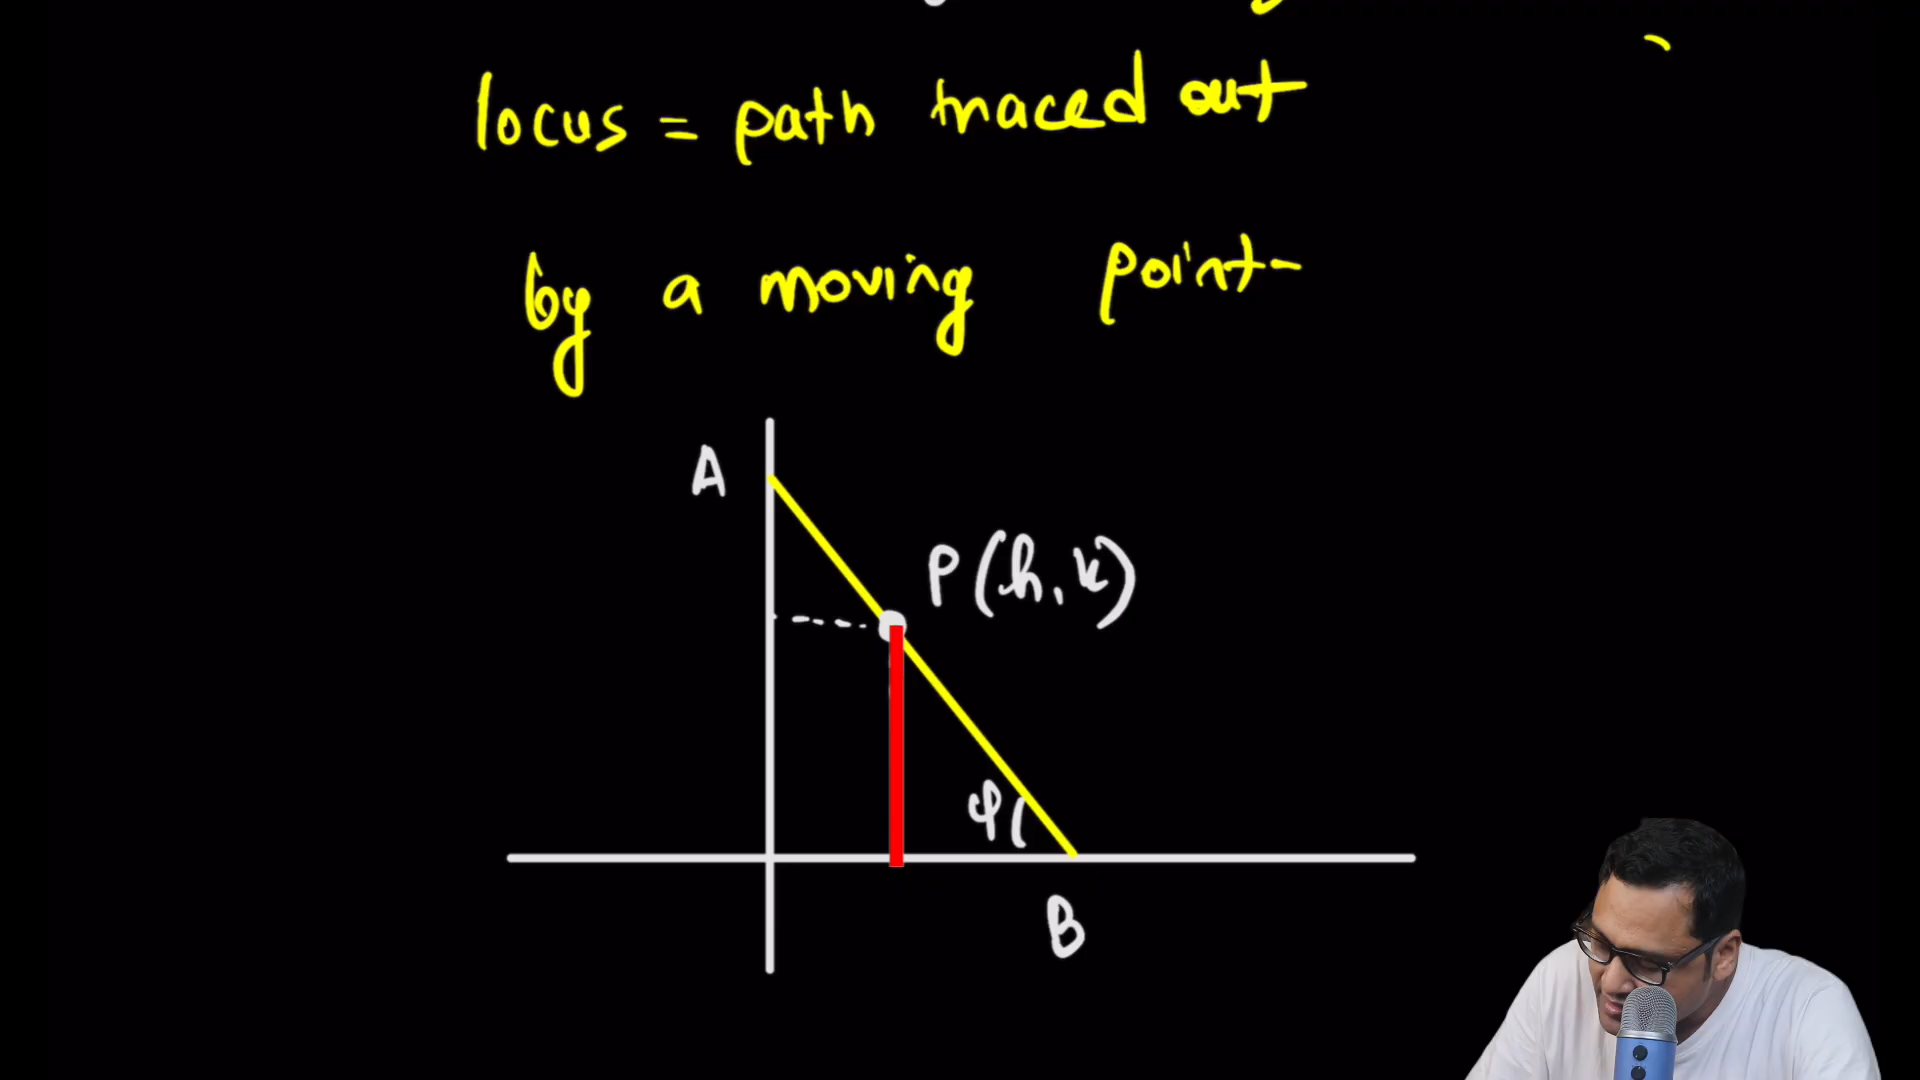 locus = path traced out
by a moving point
A
P(h, k)
φ
B